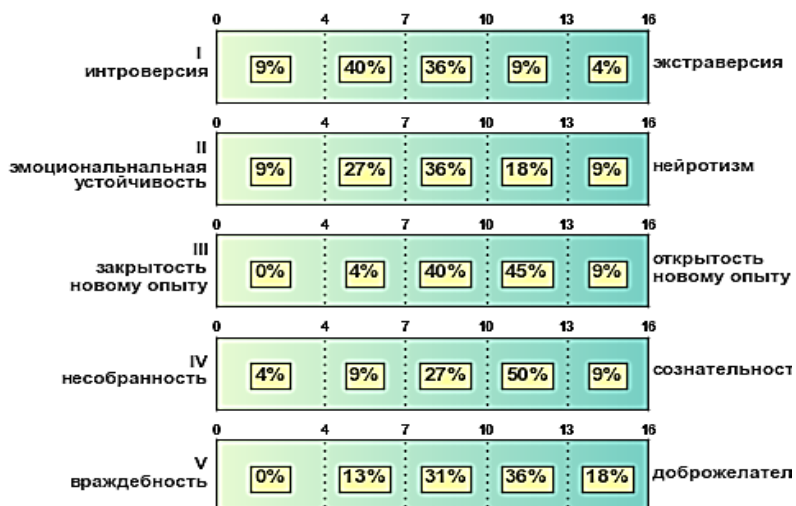 0 4 7 10 13 16
I
интроверсия
9% 40% 36% 9% 4%
экстраверсия
0 4 7 10 13 16
II
эмоциональнальная
устойчивость
9% 27% 36% 18% 9%
нейротизм
0 4 7 10 13 16
III
закрытость
новому опыту
0% 4% 40% 45% 9%
открытость
новому опыту
0 4 7 10 13 16
IV
несобранность
4% 9% 27% 50% 9%
сознательност
0 4 7 10 13 16
V
враждебность
0% 13% 31% 36% 18%
доброжелател